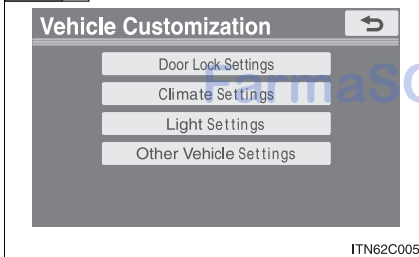 Vehicle Customization
Door Lock Settings
Climate Settings
Light Settings
Other Vehicle Settings
ITN62C005